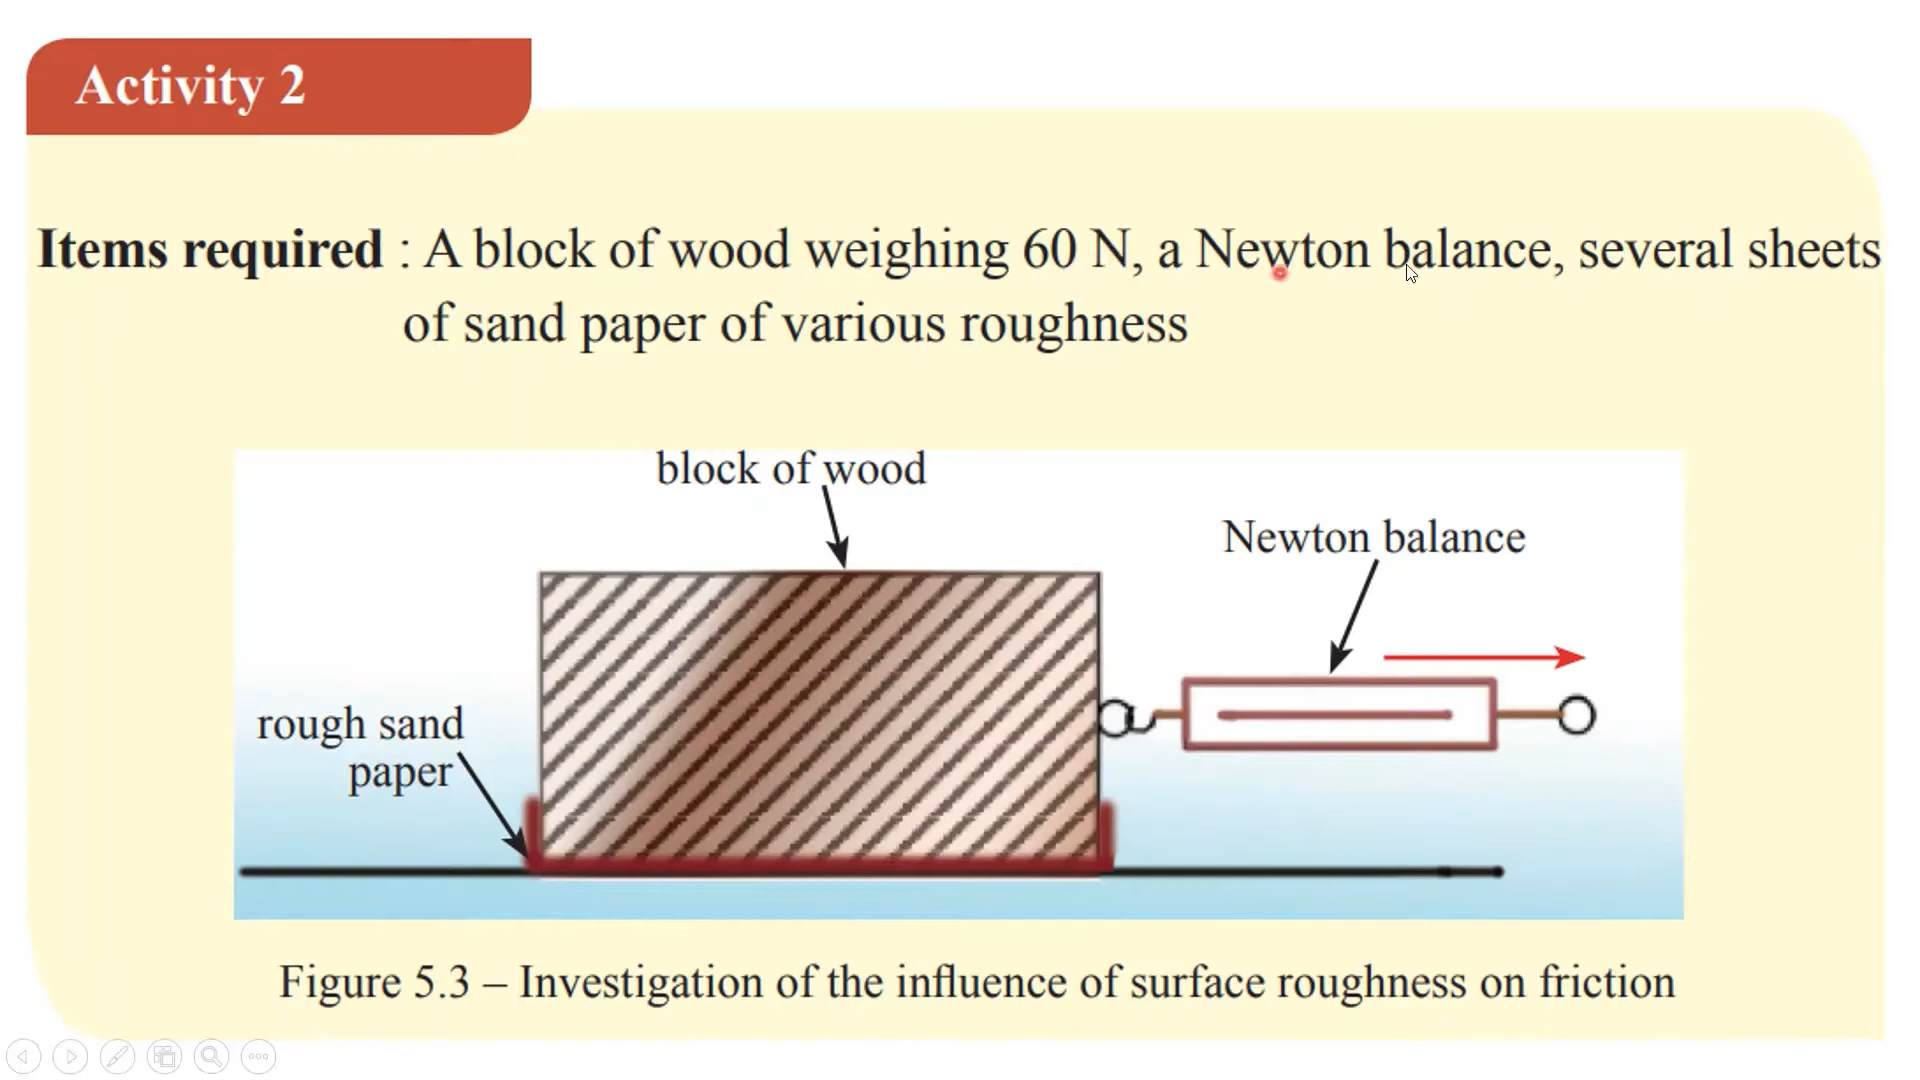 Activity 2
Items required : A block of wood weighing 60 N, a Newton balance, several sheets
of sand paper of various roughness
block of wood
Newton balance
rough sand
paper
Figure 5.3 – Investigation of the influence of surface roughness on friction